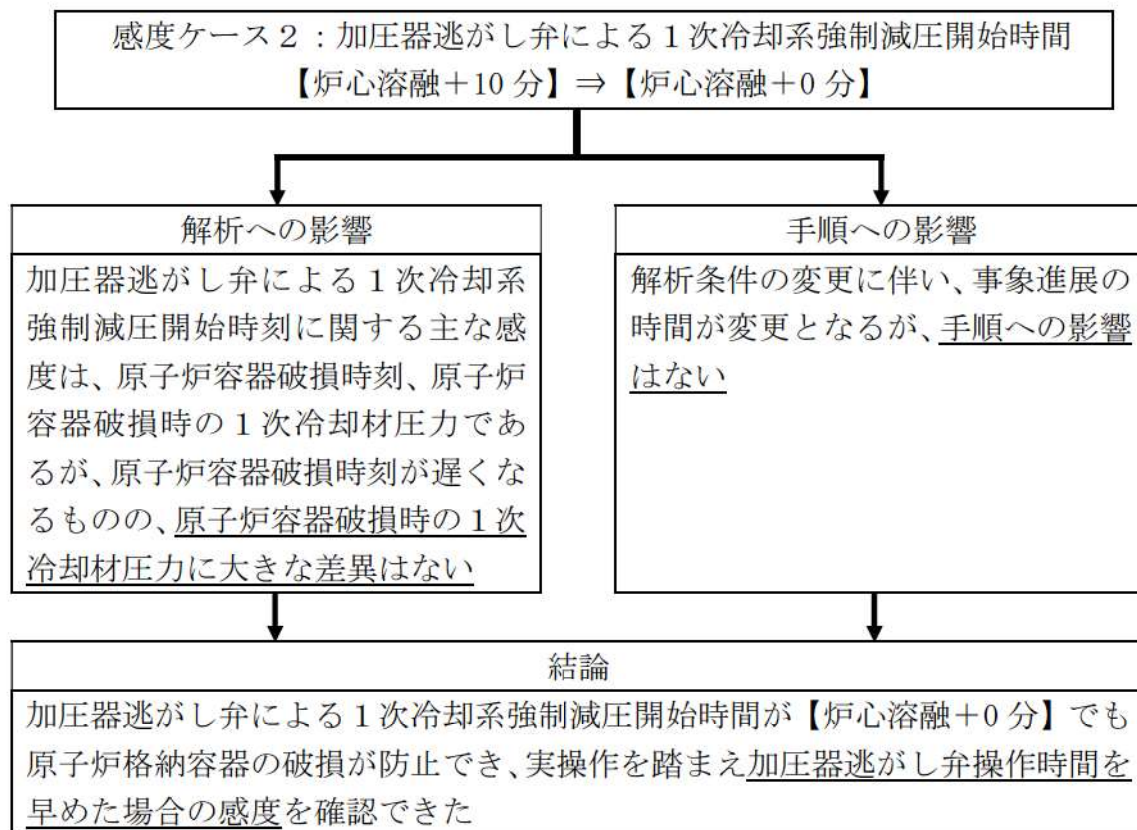 感度ケース２：加圧器逃がし弁による１次冷却系強制減圧開始時間
【炉心溶融＋10 分】⇒【炉心溶融＋0 分】
解析への影響
加圧器逃がし弁による１次冷却系
強制減圧開始時刻に関する主な感
度は、原子炉容器破損時刻、原子炉
容器破損時の１次冷却材圧力であ
るが、原子炉容器破損時刻が遅くな
るものの、原子炉容器破損時の１次
冷却材圧力に大きな差異はない
手順への影響
解析条件の変更に伴い、事象進展の
時間が変更となるが、手順への影響
はない
結論
加圧器逃がし弁による１次冷却系強制減圧開始時間が【炉心溶融＋0 分】でも
原子炉格納容器の破損が防止でき、実操作を踏まえ加圧器逃がし弁操作時間を
早めた場合の感度を確認できた